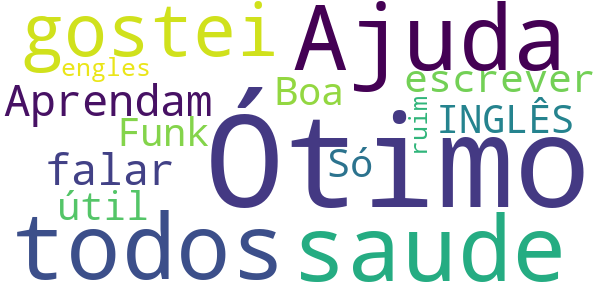 gostei
Ajuda
engles
Aprendam
Boa
escrever
Funk
Ótimo
ruim
INGLÊS
falar
Só
útil
todos
saude